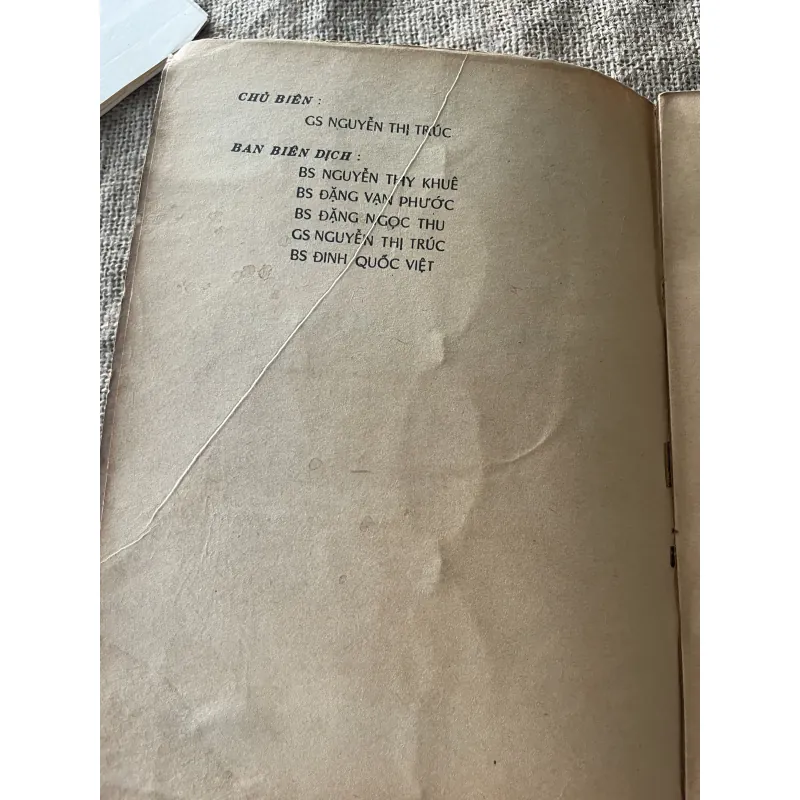 CHỦ BIÊN :
GS NGUYỄN THỊ TRÚC
BAN BIÊN DỊCH :
BS NGUYỄN THY KHUÊ
BS ĐẶNG VẠN PHƯỚC
BS ĐẶNG NGỌC THU
GS NGUYỄN THỊ TRÚC
BS ĐINH QUỐC VIỆT